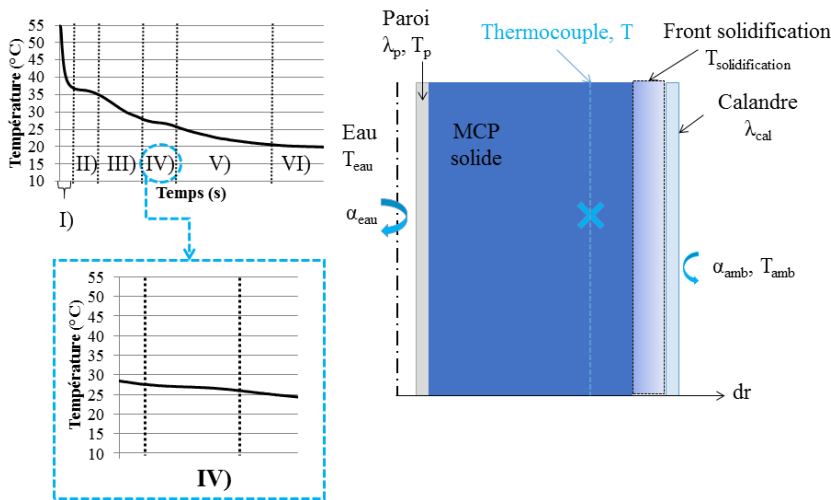 Température (°C)
55
50
45
40
35
30
25
20
15
10
I)
II)
III)
IV)
V)
VI)
Temps (s)
Température (°C)
55
50
45
40
35
30
25
20
15
10
IV)
Paroi
λp, Tp
Thermocouple, T
Front solidification
Tsolidification
Calandre
λcal
Eau
Teau
MCP
solide
αeau
αamb, Tamb
dr